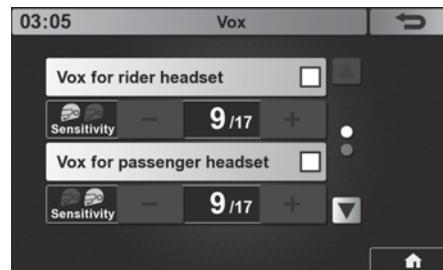 03:05 Vox
Vox for rider headset
Sensitivity − 9 /17 +
Vox for passenger headset
Sensitivity − 9 /17 +